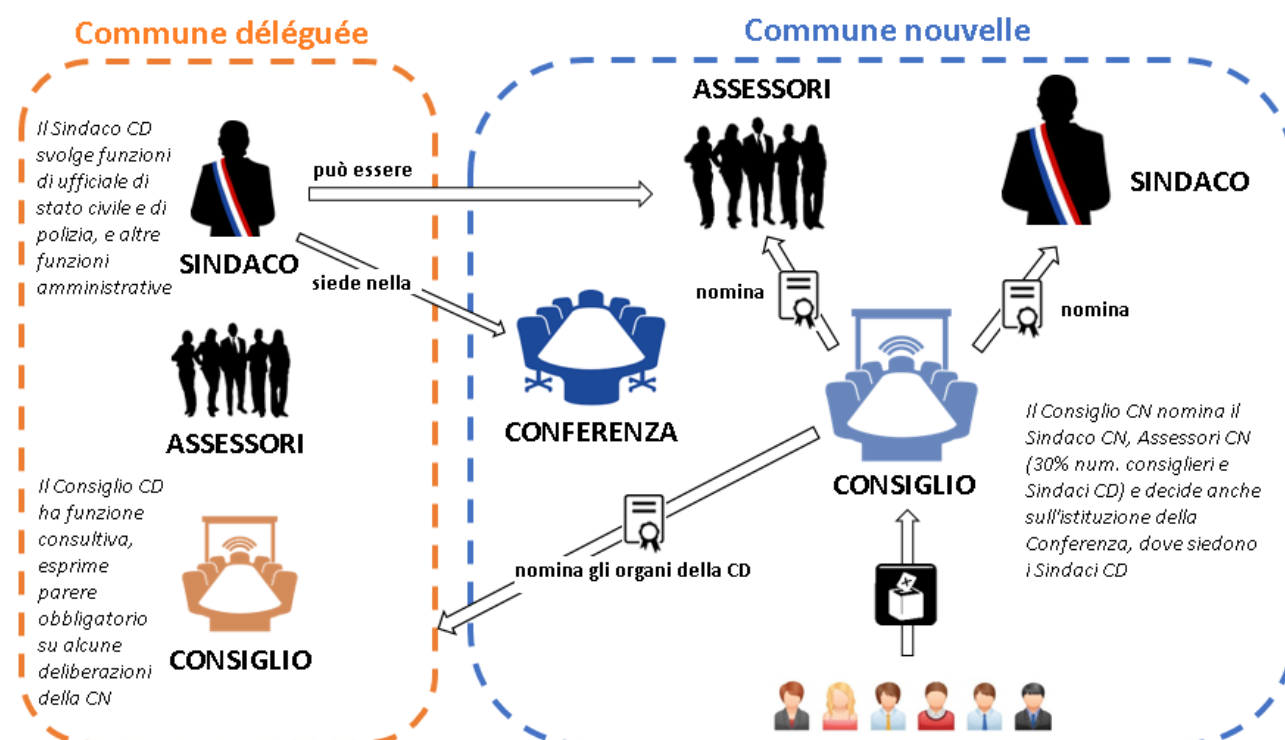 Commune déléguée
Il Sindaco CD
svolge funzioni
di ufficiale di
stato civile e di
polizia, e altre
funzioni
amministrative
SINDACO
può essere
siede nella
ASSESSORI
Il Consiglio CD
ha funzione
consultiva,
esprime
parere
obbligatorio
su alcune
deliberazioni
della CN
CONSIGLIO
Commune nouvelle
ASSESSORI
SINDACO
nomina
nomina
CONFERENZA
CONSIGLIO
Il Consiglio CN nomina il
Sindaco CN, Assessori CN
(30% num. consiglieri e
Sindaci CD) e decide anche
sull'istituzione della
Conferenza, dove siedono
i Sindaci CD
nomina gli organi della CD